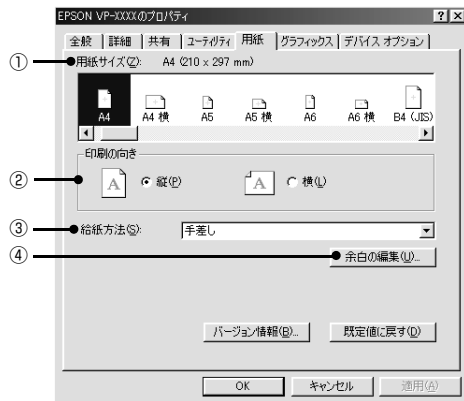 EPSON VP-XXXXのプロパティ
全般 詳細 共有 ユーティリティ 用紙 グラフィックス デバイス オプション
① 用紙サイズ(Z): A4 (210 x 297 mm)
A4 A4 横 A5 A5 横 A6 A6 横 B4 (JIS)
印刷の向き
② A 縦(P) A 横(L)
③ 給紙方法(S): 手差し
④ 余白の編集(U)...
バージョン情報(B)... 既定値に戻す(D)
OK キャンセル 適用(A)